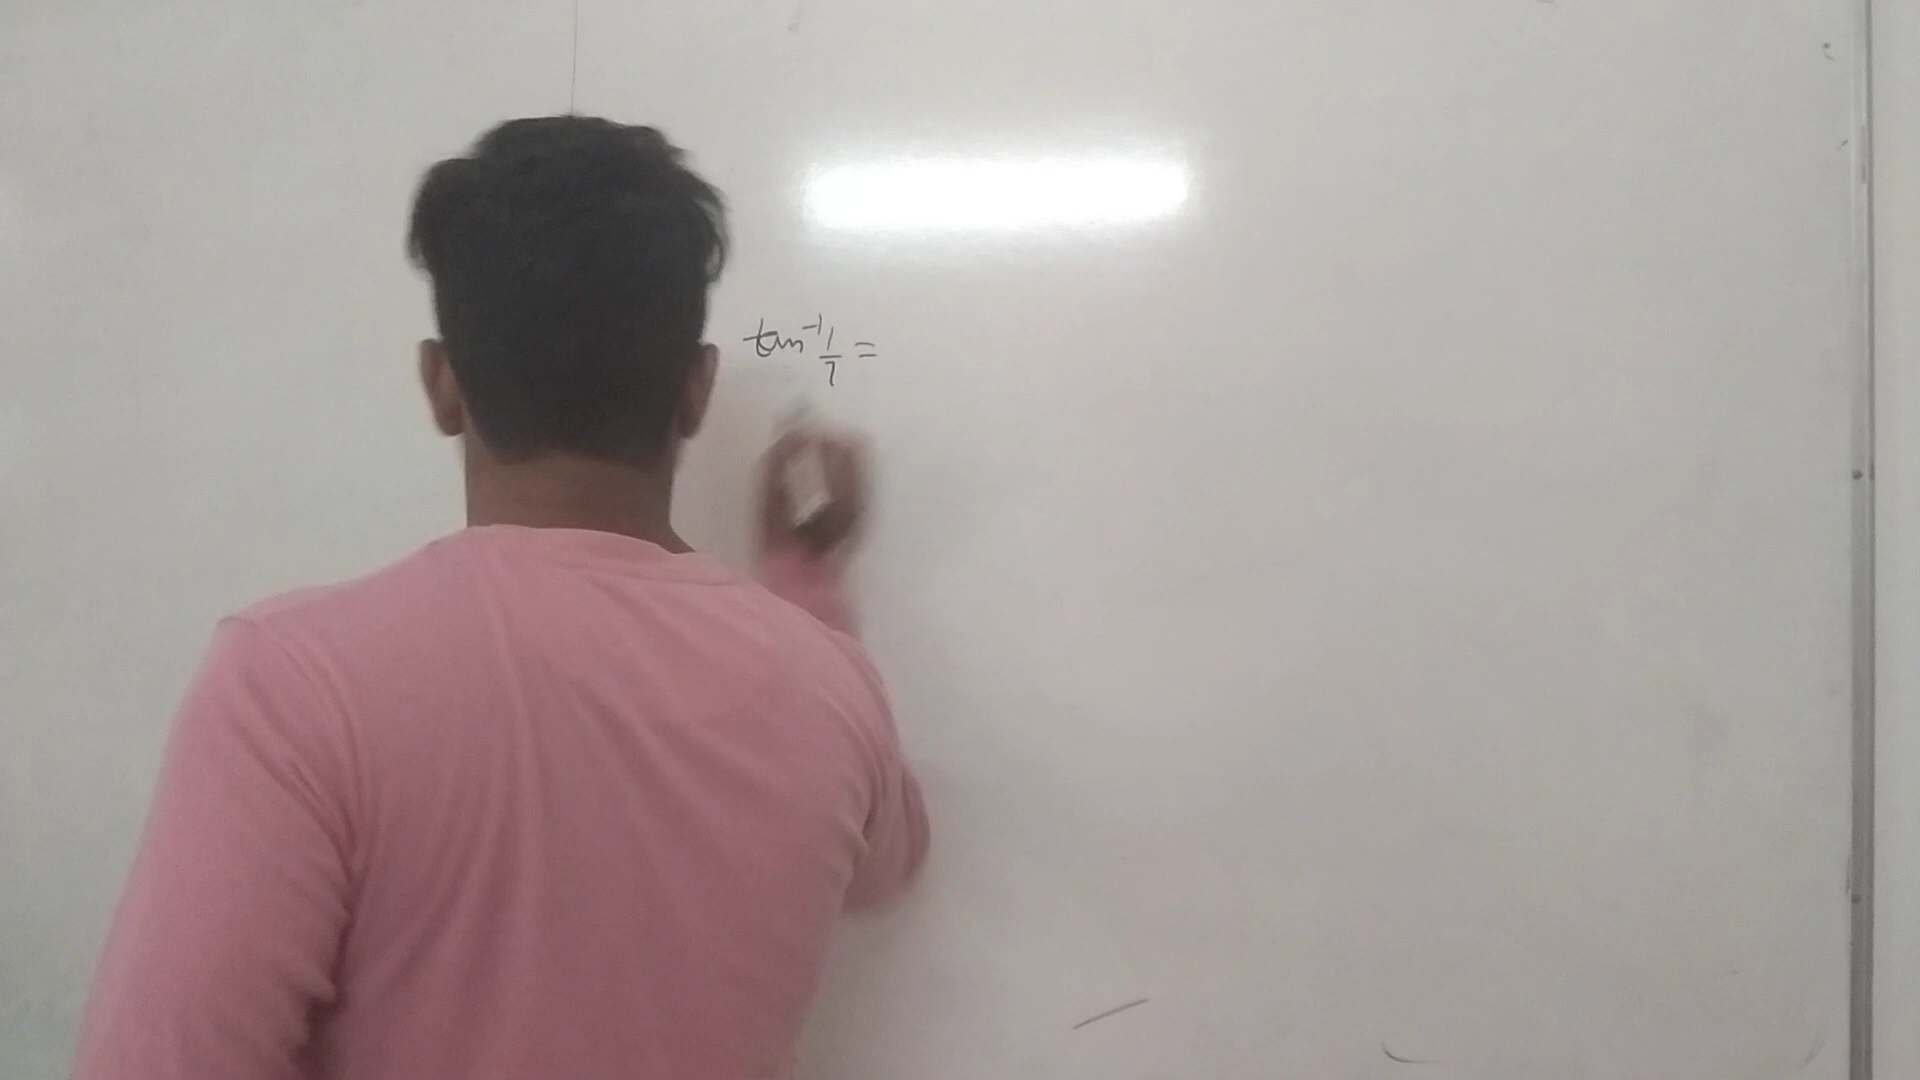 tan⁻¹ 1/7 =